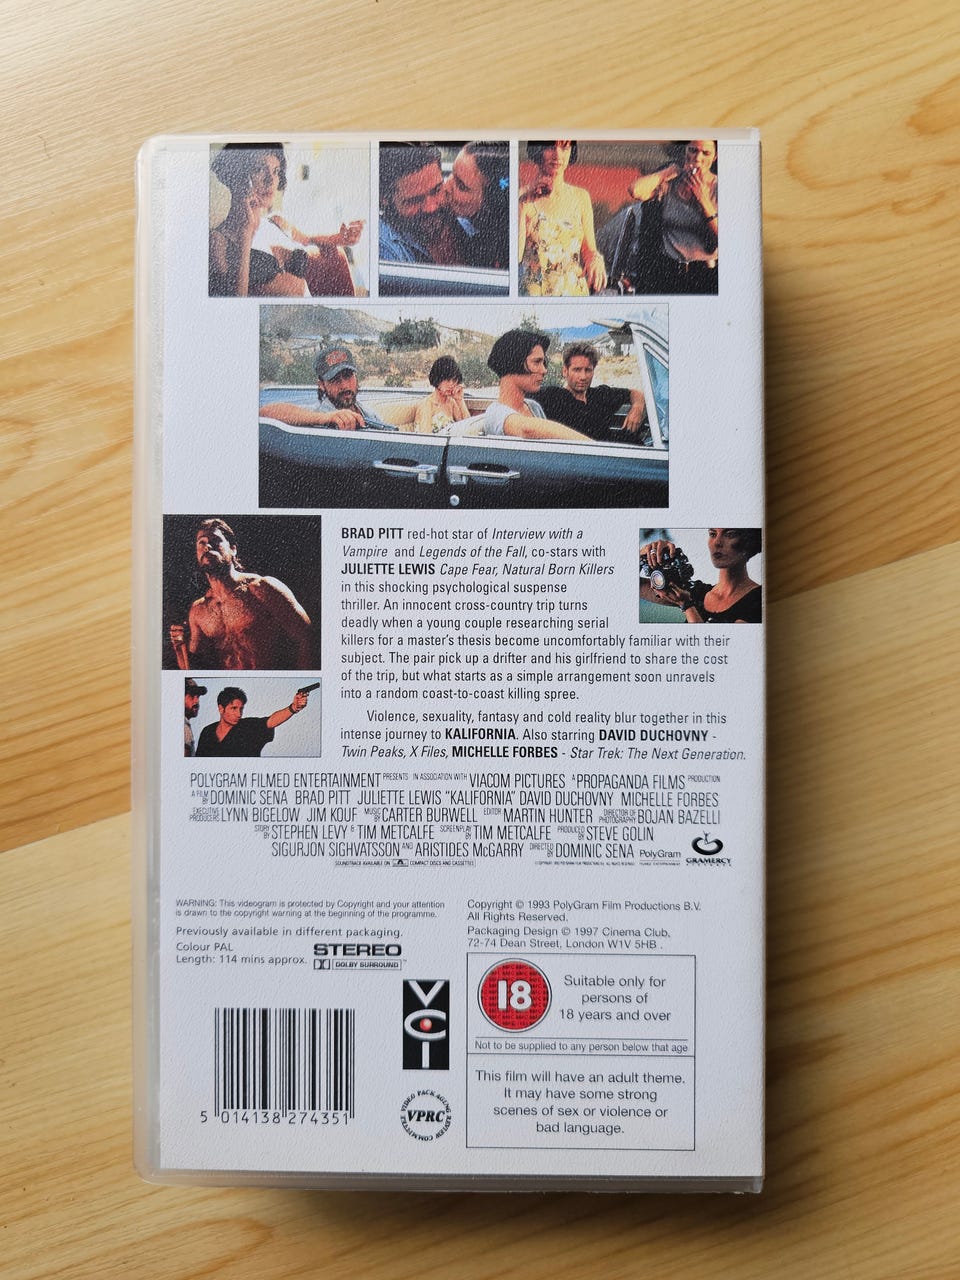 BRAD PITT red-hot star of Interview with a
Vampire and Legends of the Fall, co-stars with
JULIETTE LEWIS Cape Fear, Natural Born Killers
in this shocking psychological suspense
thriller. An innocent cross-country trip turns
deadly when a young couple researching serial
killers for a master's thesis become uncomfortably familiar with their
subject. The pair pick up a drifter and his girlfriend to share the cost
of the trip, but what starts as a simple arrangement soon unravels
into a random coast-to-coast killing spree.
Violence, sexuality, fantasy and cold reality blur together in this
intense journey to KALIFORNIA. Also starring DAVID DUCHOVNY -
Twin Peaks, X Files, MICHELLE FORBES - Star Trek: The Next Generation.
POLYGRAM FILMED ENTERTAINMENT PRESENTS IN ASSOCIATION WITH VIACOM PICTURES A PROPAGANDA FILMS PRODUCTION
A FILM BY DOMINIC SENA BRAD PITT JULIETTE LEWIS "KALIFORNIA" DAVID DUCHOVNY MICHELLE FORBES
EXECUTIVE PRODUCERS LYNN BIGELOW JIM KOUF MUSIC BY CARTER BURWELL EDITOR MARTIN HUNTER DIRECTOR OF PHOTOGRAPHY BOJAN BAZELLI
STORY BY STEPHEN LEVY & TIM METCALFE SCREENPLAY BY TIM METCALFE PRODUCED BY STEVE GOLIN
SIGURJON SIGHVATSSON AND ARISTIDES McGARRY DIRECTED BY DOMINIC SENA PolyGram GRAMERCY
SOUNDTRACK AVAILABLE ON COMPACT DISCS AND CASSETTES
WARNING: This videogram is protected by Copyright and your attention
is drawn to the copyright warning at the beginning of the programme.
Previously available in different packaging.
Colour PAL
Length: 114 mins approx.
STEREO
DOLBY SURROUND
Copyright © 1993 PolyGram Film Productions B.V.
All Rights Reserved.
Packaging Design © 1997 Cinema Club,
72-74 Dean Street, London W1V 5HB .
VCI
18
Suitable only for
persons of
18 years and over
Not to be supplied to any person below that age
This film will have an adult theme.
It may have some strong
scenes of sex or violence or
bad language.
VIDEO PACKAGING REVIEW COMMITTEE
VPRC
5 014138 274351